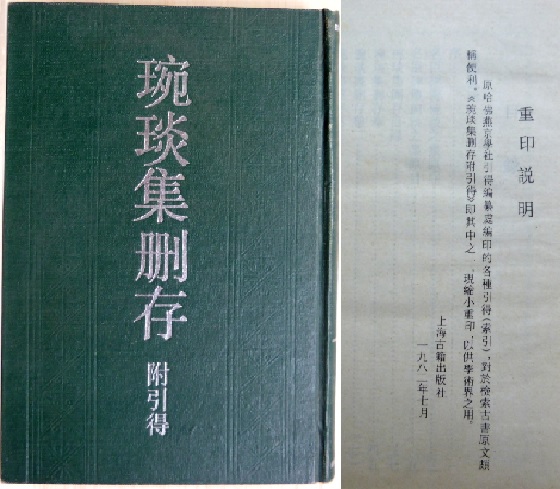 琬琰集删存
附引得
重印説明
原哈佛燕京學社引得編纂處編印的各種引得(索引),對於檢索古書原文頗
稱便利。《琬琰集删存附引得》即其中之一,現縮小重印,以供學術界之用。
上海古籍出版社
一九八二年十月